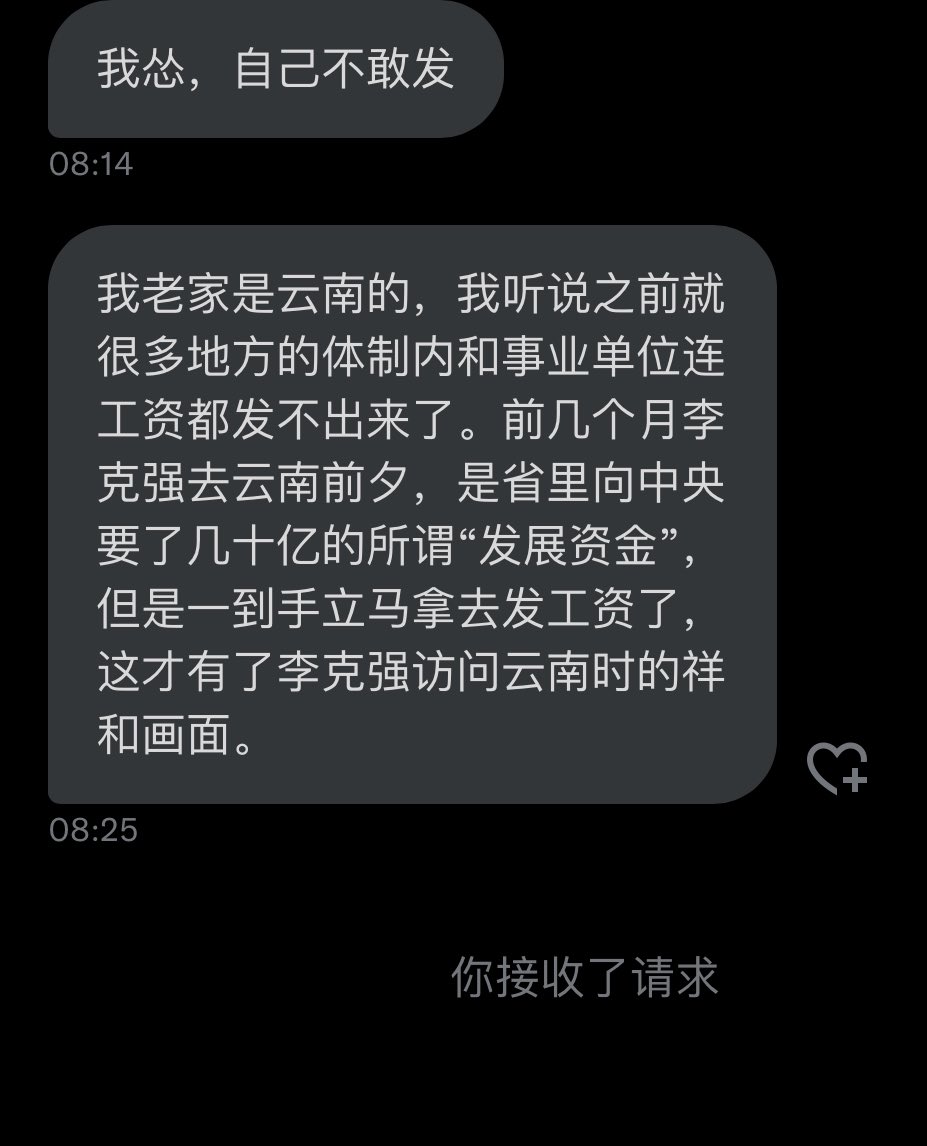 我怂，自己不敢发
08:14
我老家是云南的，我听说之前就
很多地方的体制内和事业单位连
工资都发不出来了。前几个月李
克强去云南前夕，是省里向中央
要了几十亿的所谓“发展资金”，
但是一到手立马拿去发工资了，
这才有了李克强访问云南时的祥
和画面。
08:25
你接收了请求